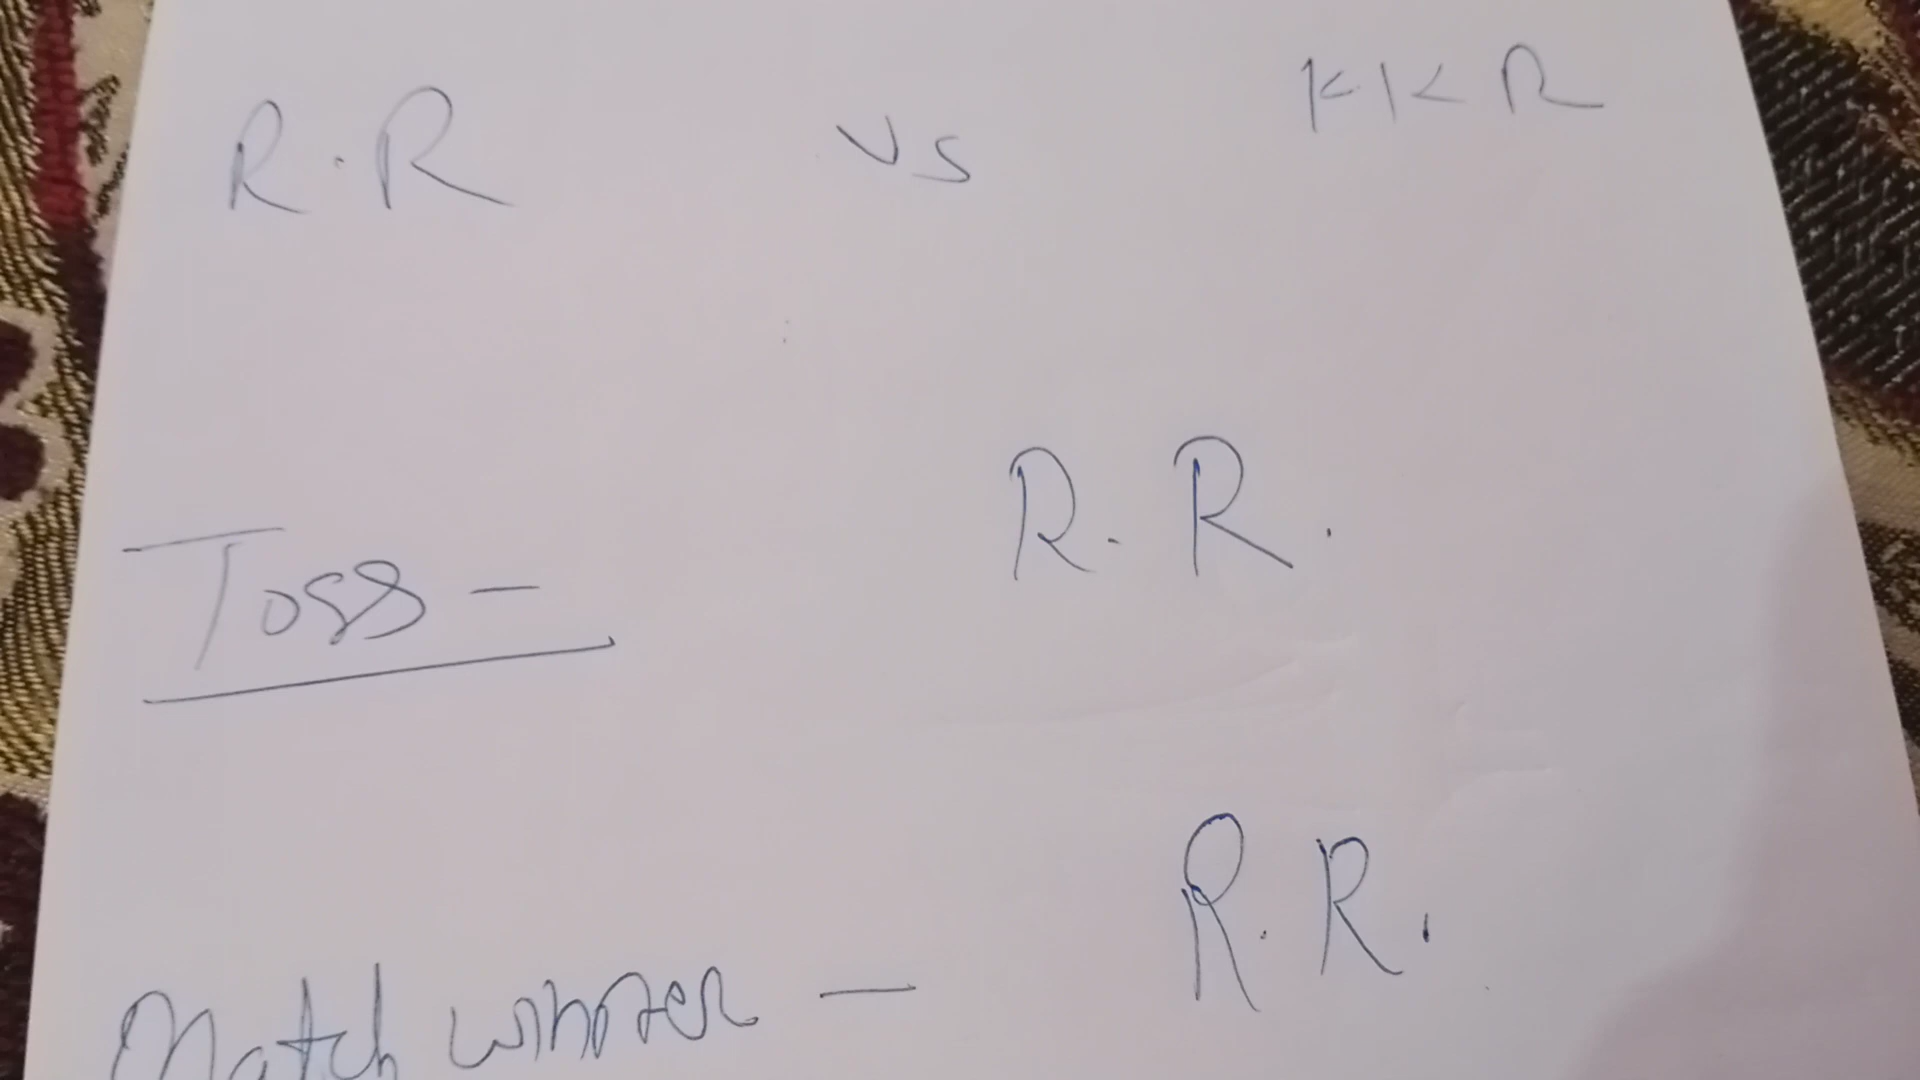 R.R vs KKR
Toss - R.R.
Match winner - R.R.